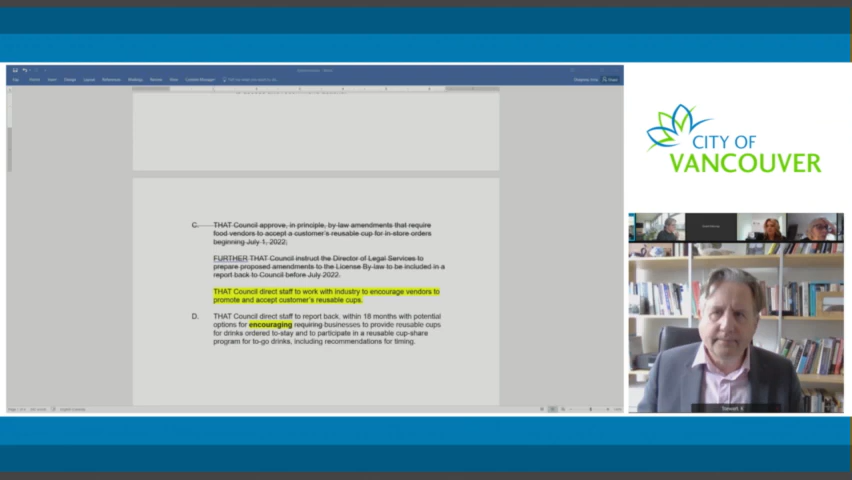 CITY OF
VANCOUVER
C. THAT Council approve, in principle, by-law amendments that require
food vendors to accept a customer's reusable cup for in-store orders
beginning July 1, 2022;
FURTHER THAT Council instruct the Director of Legal Services to
prepare proposed amendments to the License By-law to be included in a
report back to Council before July 2022.
THAT Council direct staff to work with industry to encourage vendors to
promote and accept customer's reusable cups.
D. THAT Council direct staff to report back, within 18 months with potential
options for encouraging requiring businesses to provide reusable cups
for drinks ordered to-stay and to participate in a reusable cup-share
program for to-go drinks, including recommendations for timing.